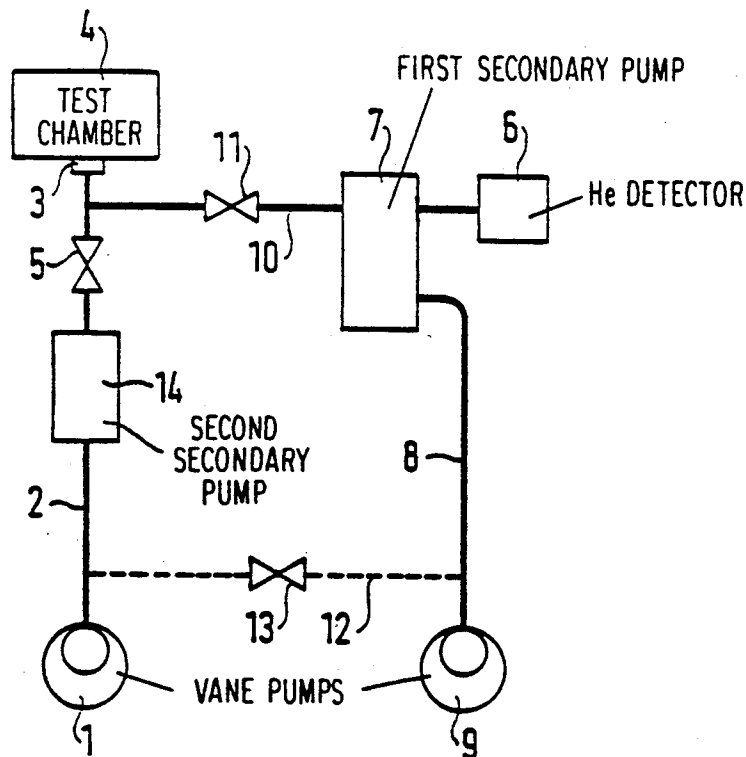 4
TEST
CHAMBER
3
5
11
10
FIRST SECONDARY PUMP
7
6
He DETECTOR
14
SECOND
SECONDARY
PUMP
2
8
13
12
VANE PUMPS
1
9